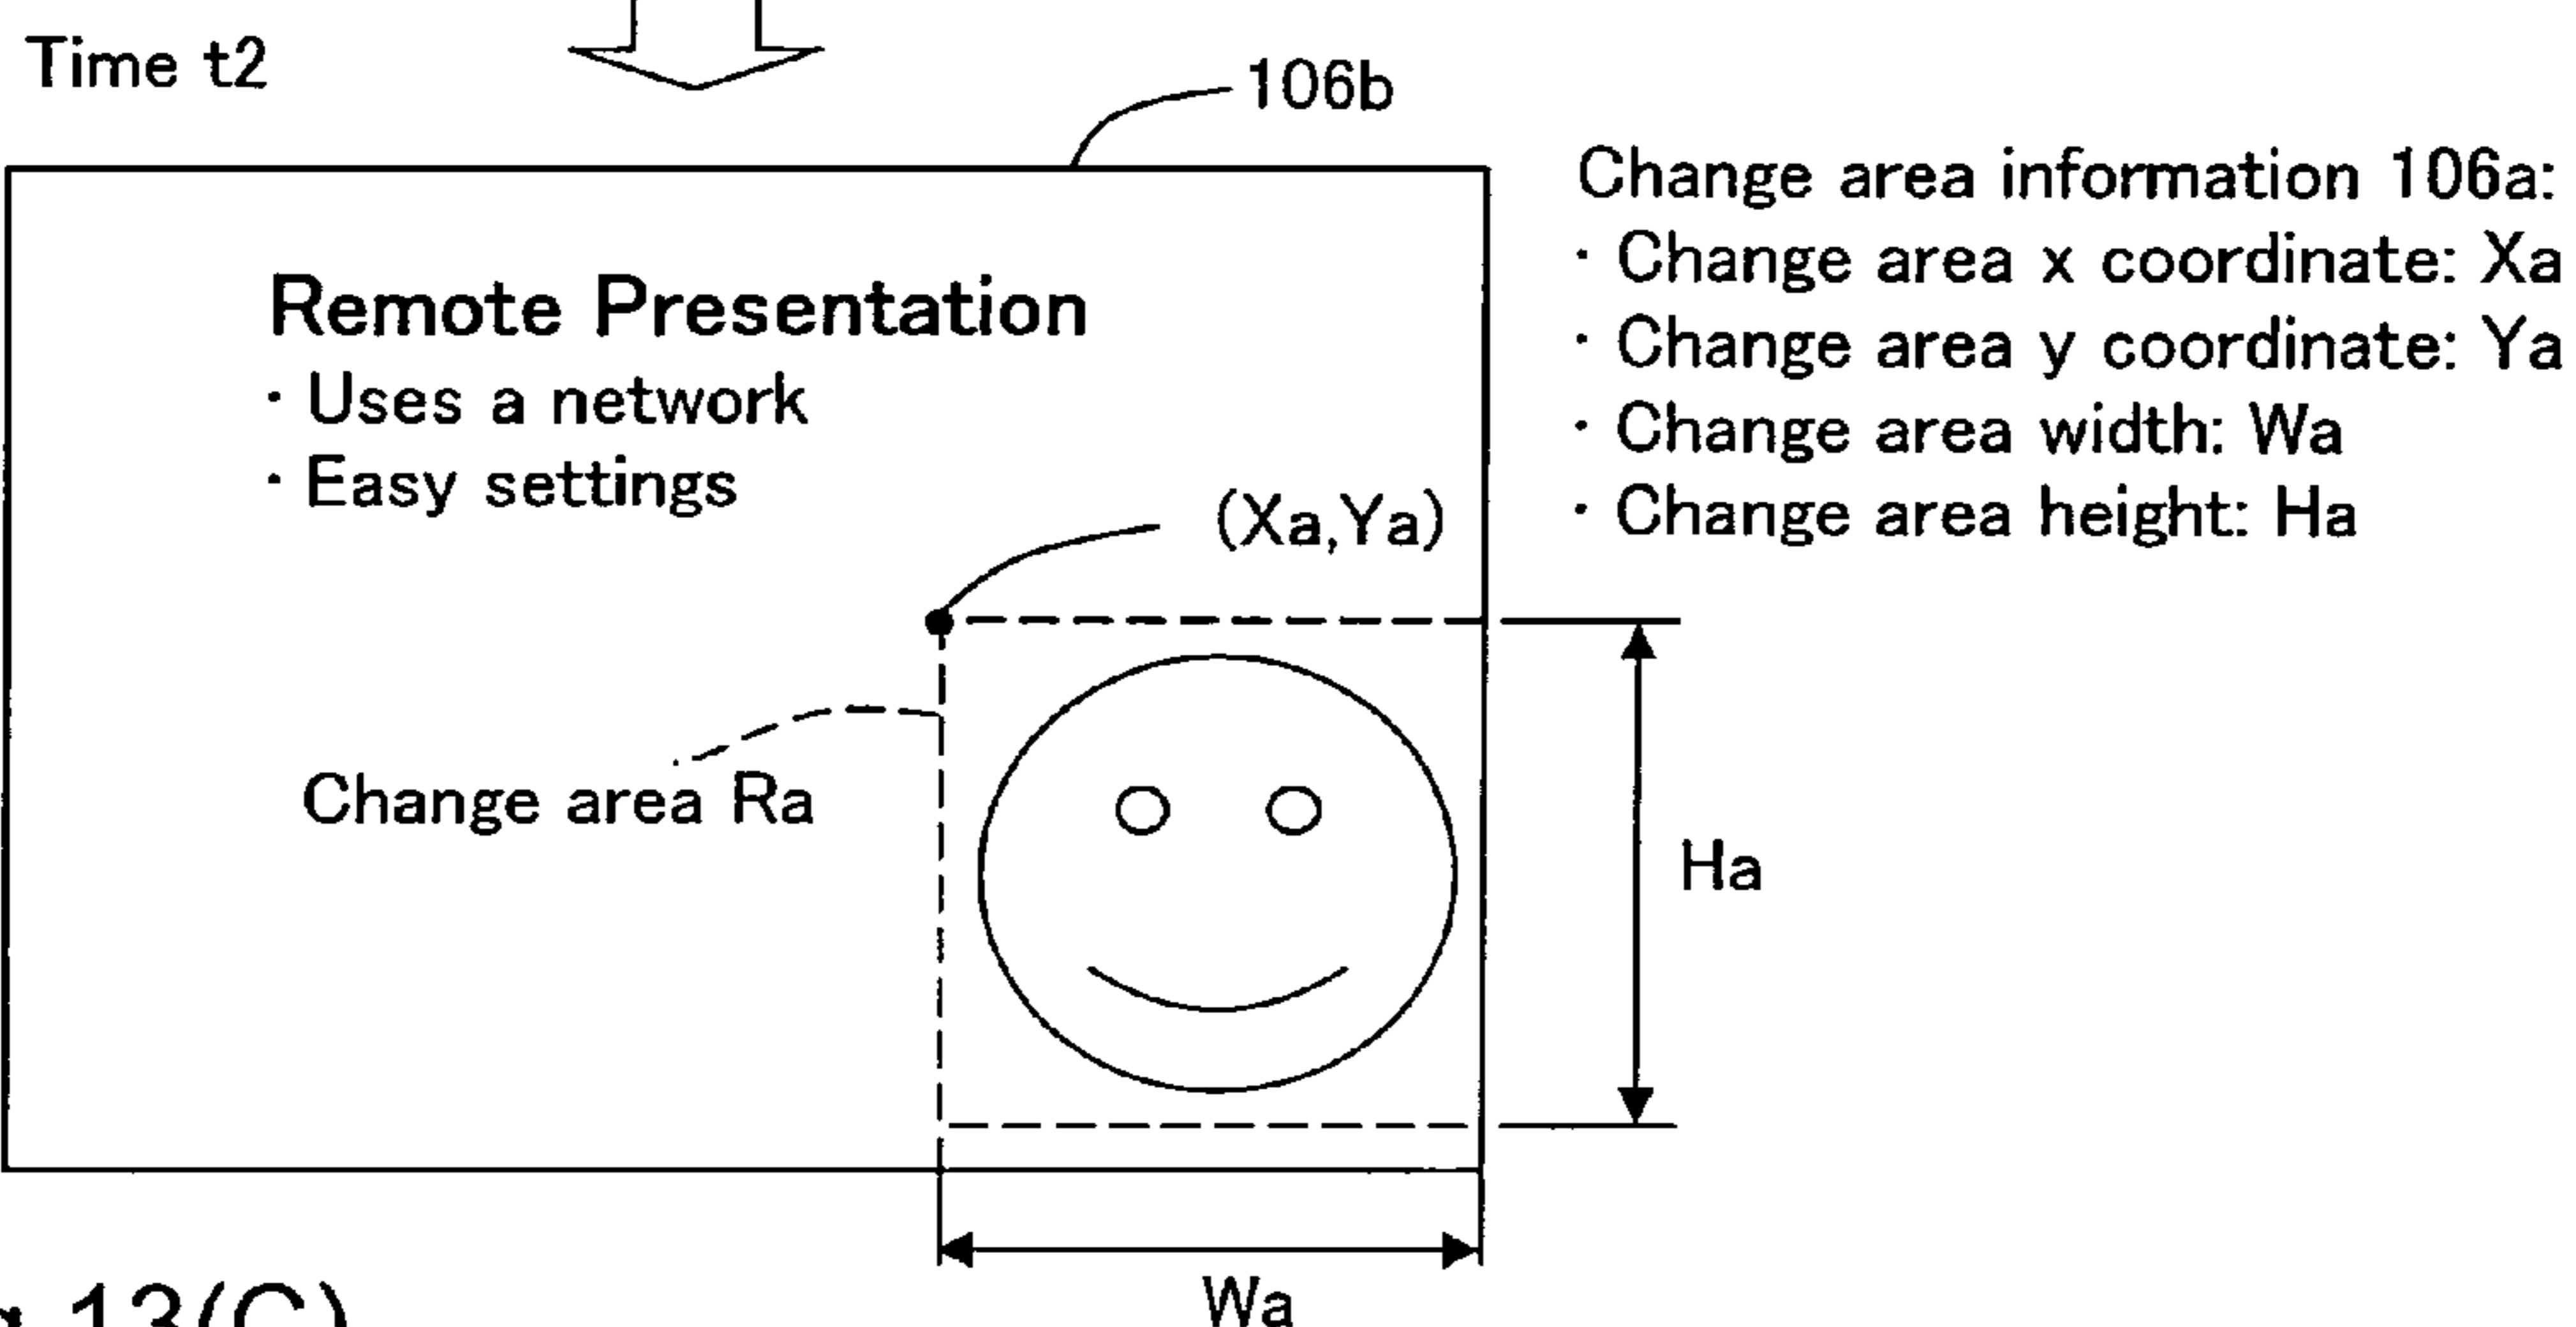 Time t2
106b
Change area information 106a:
・Change area x coordinate: Xa
・Change area y coordinate: Ya
・Change area width: Wa
・Change area height: Ha
Remote Presentation
・Uses a network
・Easy settings
(Xa,Ya)
Change area Ra
Ha
Wa
13(C)